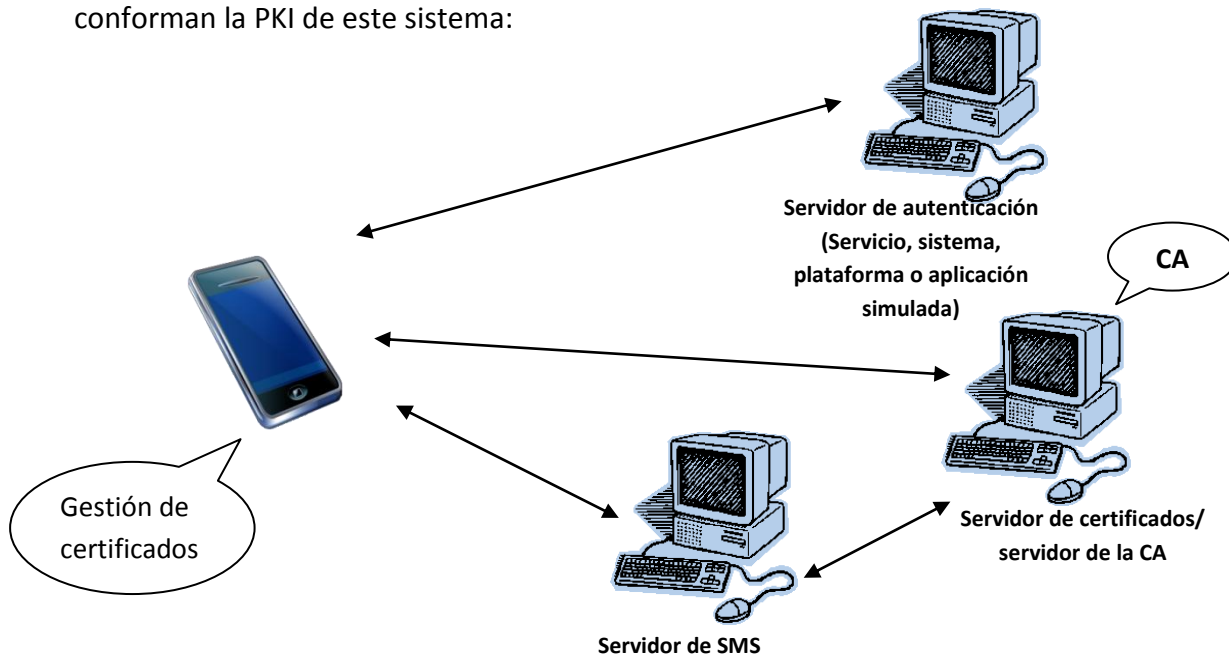 conforman la PKI de este sistema:
Servidor de autenticación
(Servicio, sistema,
plataforma o aplicación
simulada)
CA
Gestión de
certificados
Servidor de certificados/
servidor de la CA
Servidor de SMS